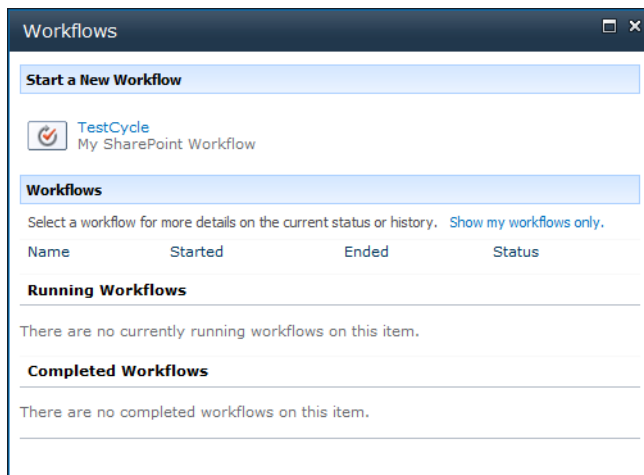 Workflows
Start a New Workflow
TestCycle
My SharePoint Workflow
Workflows
Select a workflow for more details on the current status or history. Show my workflows only.
Name Started Ended Status
Running Workflows
There are no currently running workflows on this item.
Completed Workflows
There are no completed workflows on this item.